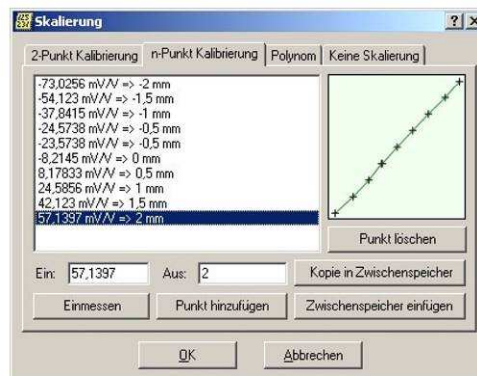 Skalierung
2-Punkt Kalibrierung n-Punkt Kalibrierung Polynom Keine Skalierung
-73,0256 mV/V => -2 mm
-54,123 mV/V => -1,5 mm
-37,8415 mV/V => -1 mm
-24,5738 mV/V => -0,5 mm
-23,5738 mV/V => -0,5 mm
-8,2145 mV/V => 0 mm
8,17833 mV/V => 0,5 mm
24,5856 mV/V => 1 mm
42,123 mV/V => 1,5 mm
57,1397 mV/V => 2 mm
Punkt löschen
Ein: 57,1397 Aus: 2 Kopie in Zwischenspeicher
Einmessen Punkt hinzufügen Zwischenspeicher einfügen
OK Abbrechen